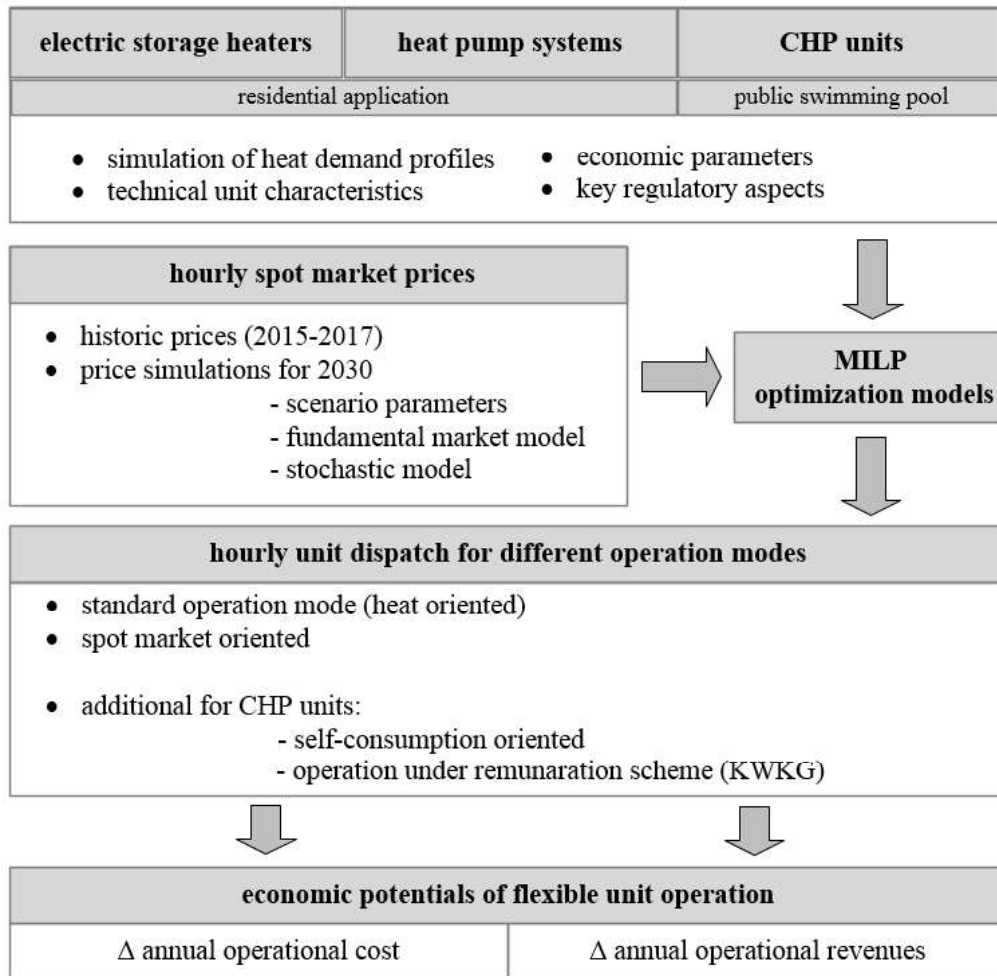 electric storage heaters
heat pump systems
CHP units
residential application
public swimming pool
• simulation of heat demand profiles
• technical unit characteristics
• economic parameters
• key regulatory aspects
hourly spot market prices
• historic prices (2015-2017)
• price simulations for 2030
- scenario parameters
- fundamental market model
- stochastic model
MILP
optimization models
hourly unit dispatch for different operation modes
• standard operation mode (heat oriented)
• spot market oriented
• additional for CHP units:
- self-consumption oriented
- operation under remunaration scheme (KWKG)
economic potentials of flexible unit operation
Δ annual operational cost
Δ annual operational revenues